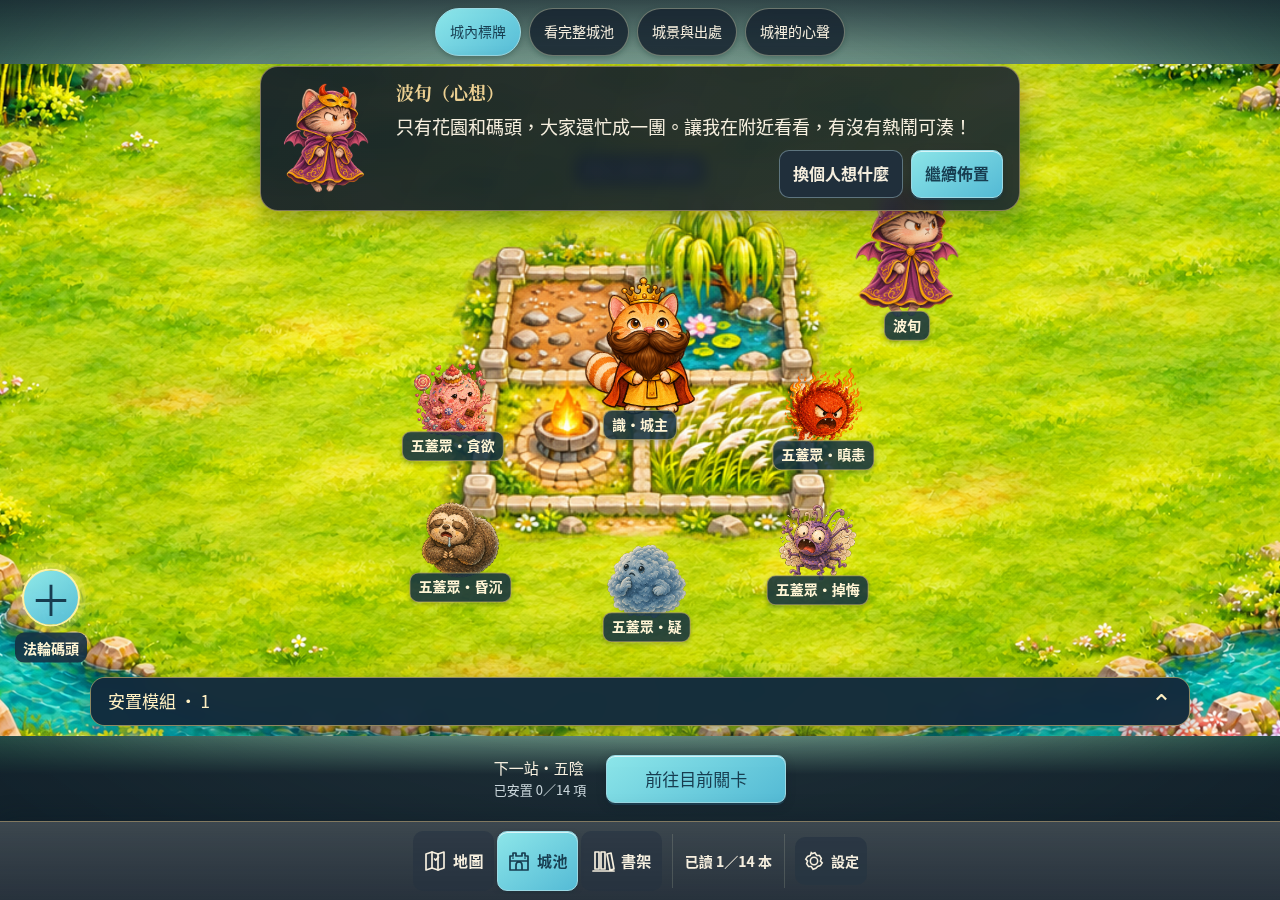 城內標牌
看完整城池
城景與出處
城裡的心聲
波旬（心想）
只有花園和碼頭，大家還忙成一團。讓我在附近看看，有沒有熱鬧可湊！
換個人想什麼
繼續佈置
波旬
識・城主
五蓋眾・貪欲
五蓋眾・瞋恚
五蓋眾・昏沉
五蓋眾・掉悔
五蓋眾・疑
法輪碼頭
安置模組 · 1
下一站・五陰
已安置 0／14 項
前往目前關卡
地圖
城池
書架
已讀 1／14 本
設定